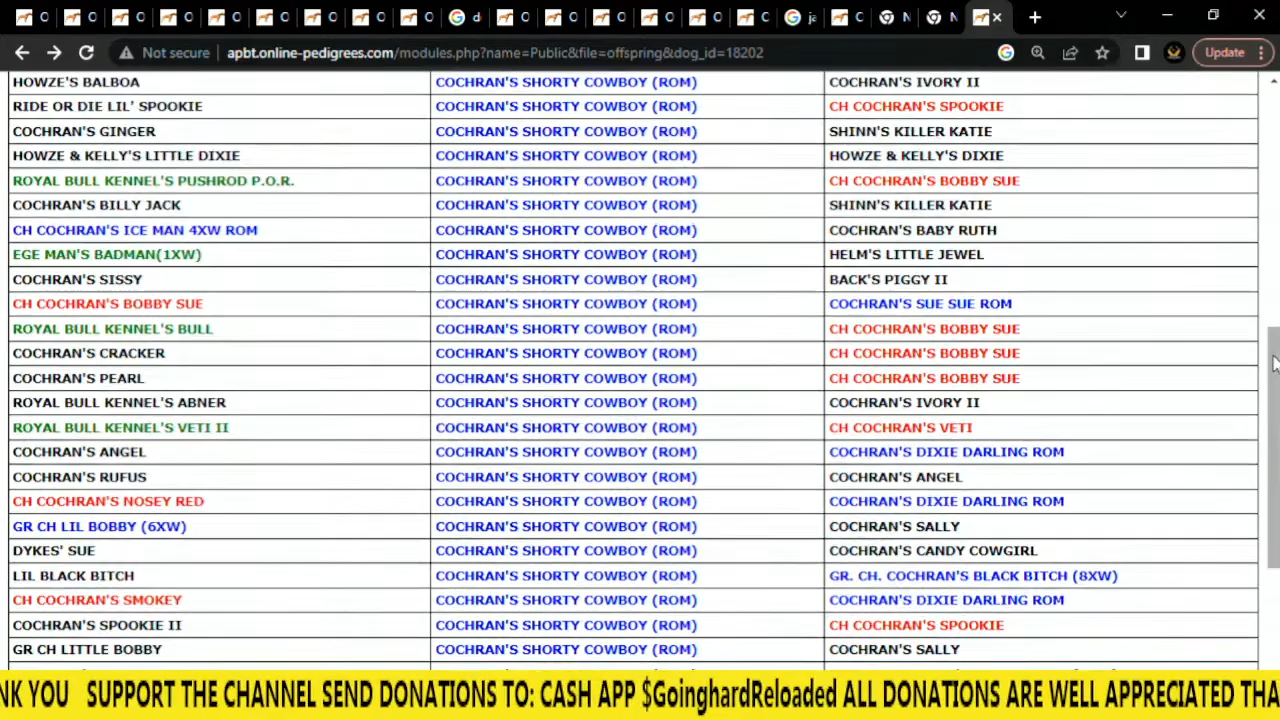 Not secure apbt.online-pedigrees.com/modules.php?name=Public&file=offspring&dog_id=18202 Update
HOWZE'S BALBOA COCHRAN'S SHORTY COWBOY (ROM) COCHRAN'S IVORY II
RIDE OR DIE LIL' SPOOKIE COCHRAN'S SHORTY COWBOY (ROM) CH COCHRAN'S SPOOKIE
COCHRAN'S GINGER COCHRAN'S SHORTY COWBOY (ROM) SHINN'S KILLER KATIE
HOWZE & KELLY'S LITTLE DIXIE COCHRAN'S SHORTY COWBOY (ROM) HOWZE & KELLY'S DIXIE
ROYAL BULL KENNEL'S PUSHROD P.O.R. COCHRAN'S SHORTY COWBOY (ROM) CH COCHRAN'S BOBBY SUE
COCHRAN'S BILLY JACK COCHRAN'S SHORTY COWBOY (ROM) SHINN'S KILLER KATIE
CH COCHRAN'S ICE MAN 4XW ROM COCHRAN'S SHORTY COWBOY (ROM) COCHRAN'S BABY RUTH
EGE MAN'S BADMAN(1XW) COCHRAN'S SHORTY COWBOY (ROM) HELM'S LITTLE JEWEL
COCHRAN'S SISSY COCHRAN'S SHORTY COWBOY (ROM) BACK'S PIGGY II
CH COCHRAN'S BOBBY SUE COCHRAN'S SHORTY COWBOY (ROM) COCHRAN'S SUE SUE ROM
ROYAL BULL KENNEL'S BULL COCHRAN'S SHORTY COWBOY (ROM) CH COCHRAN'S BOBBY SUE
COCHRAN'S CRACKER COCHRAN'S SHORTY COWBOY (ROM) CH COCHRAN'S BOBBY SUE
COCHRAN'S PEARL COCHRAN'S SHORTY COWBOY (ROM) CH COCHRAN'S BOBBY SUE
ROYAL BULL KENNEL'S ABNER COCHRAN'S SHORTY COWBOY (ROM) COCHRAN'S IVORY II
ROYAL BULL KENNEL'S VETI II COCHRAN'S SHORTY COWBOY (ROM) CH COCHRAN'S VETI
COCHRAN'S ANGEL COCHRAN'S SHORTY COWBOY (ROM) COCHRAN'S DIXIE DARLING ROM
COCHRAN'S RUFUS COCHRAN'S SHORTY COWBOY (ROM) COCHRAN'S ANGEL
CH COCHRAN'S NOSEY RED COCHRAN'S SHORTY COWBOY (ROM) COCHRAN'S DIXIE DARLING ROM
GR CH LIL BOBBY (6XW) COCHRAN'S SHORTY COWBOY (ROM) COCHRAN'S SALLY
DYKES' SUE COCHRAN'S SHORTY COWBOY (ROM) COCHRAN'S CANDY COWGIRL
LIL BLACK BITCH COCHRAN'S SHORTY COWBOY (ROM) GR. CH. COCHRAN'S BLACK BITCH (8XW)
CH COCHRAN'S SMOKEY COCHRAN'S SHORTY COWBOY (ROM) COCHRAN'S DIXIE DARLING ROM
COCHRAN'S SPOOKIE II COCHRAN'S SHORTY COWBOY (ROM) CH COCHRAN'S SPOOKIE
GR CH LITTLE BOBBY COCHRAN'S SHORTY COWBOY (ROM) COCHRAN'S SALLY
NK YOU SUPPORT THE CHANNEL SEND DONATIONS TO: CASH APP $GoinghardReloaded ALL DONATIONS ARE WELL APPRECIATED THA